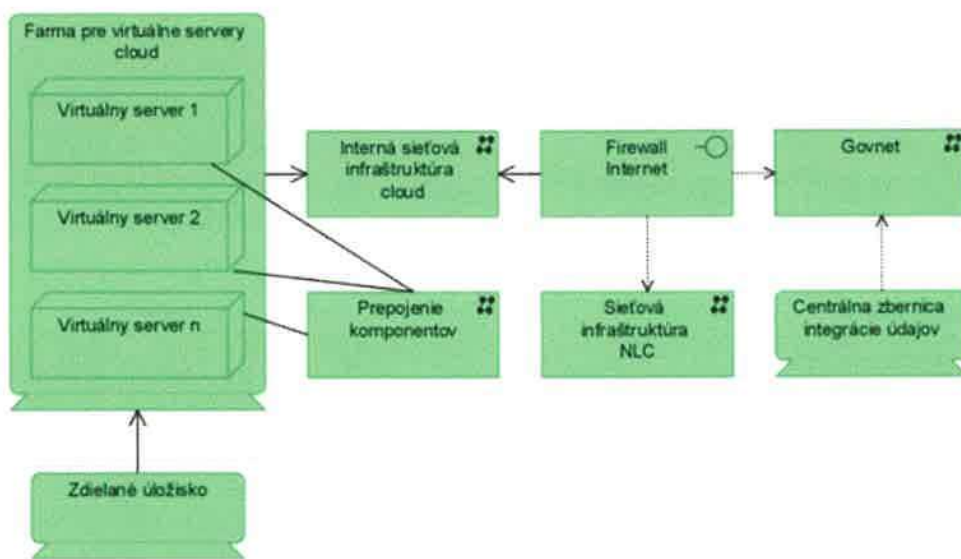 Farma pre virtuálne servery
cloud
Virtuálny server 1
Virtuálny server 2
Virtuálny server n
Interná sieťová
infraštruktúra
cloud
Firewall
Internet
Govnet
Prepojenie
komponentov
Sieťová
infraštruktúra
NLC
Centrálna zbernica
integrácie údajov
Zdielané úložisko